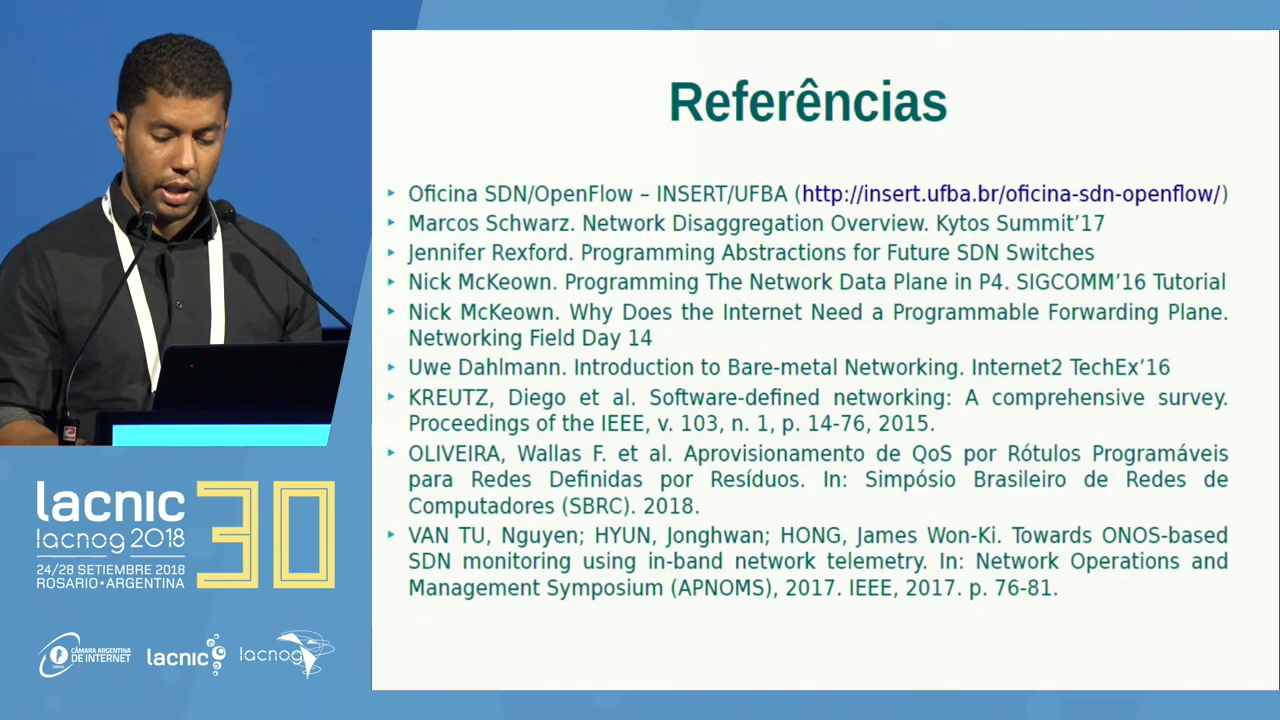 Referências
‣ Oficina SDN/OpenFlow – INSERT/UFBA (http://insert.ufba.br/oficina-sdn-openflow/)
‣ Marcos Schwarz. Network Disaggregation Overview. Kytos Summit’17
‣ Jennifer Rexford. Programming Abstractions for Future SDN Switches
‣ Nick McKeown. Programming The Network Data Plane in P4. SIGCOMM’16 Tutorial
‣ Nick McKeown. Why Does the Internet Need a Programmable Forwarding Plane.
Networking Field Day 14
‣ Uwe Dahlmann. Introduction to Bare-metal Networking. Internet2 TechEx’16
‣ KREUTZ, Diego et al. Software-defined networking: A comprehensive survey.
Proceedings of the IEEE, v. 103, n. 1, p. 14-76, 2015.
‣ OLIVEIRA, Wallas F. et al. Aprovisionamento de QoS por Rótulos Programáveis
para Redes Definidas por Resíduos. In: Simpósio Brasileiro de Redes de
Computadores (SBRC). 2018.
‣ VAN TU, Nguyen; HYUN, Jonghwan; HONG, James Won-Ki. Towards ONOS-based
SDN monitoring using in-band network telemetry. In: Network Operations and
Management Symposium (APNOMS), 2017. IEEE, 2017. p. 76-81.
lacnic 30
lacnog 2018
24/28 SETIEMBRE 2018
ROSARIO•ARGENTINA
CÁMARA ARGENTINA
DE INTERNET
lacnic
lacnog